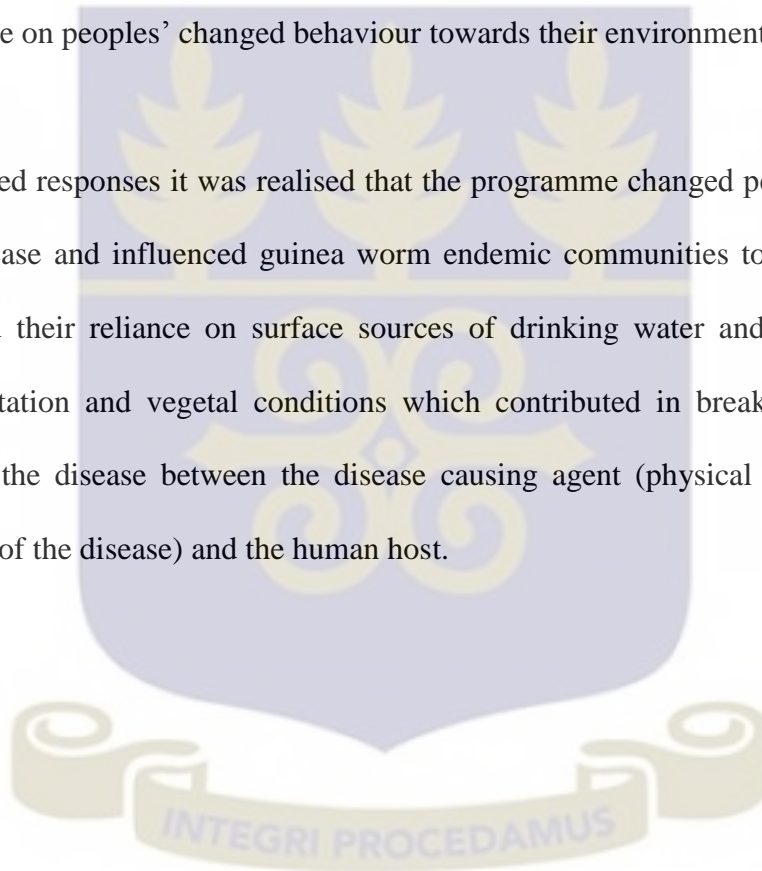 e on peoples’ changed behaviour towards their environment
ed responses it was realised that the programme changed pe
ease and influenced guinea worm endemic communities to
their reliance on surface sources of drinking water and
tation and vegetal conditions which contributed in break
the disease between the disease causing agent (physical
of the disease) and the human host.
INTEGRI PROCEDAMUS